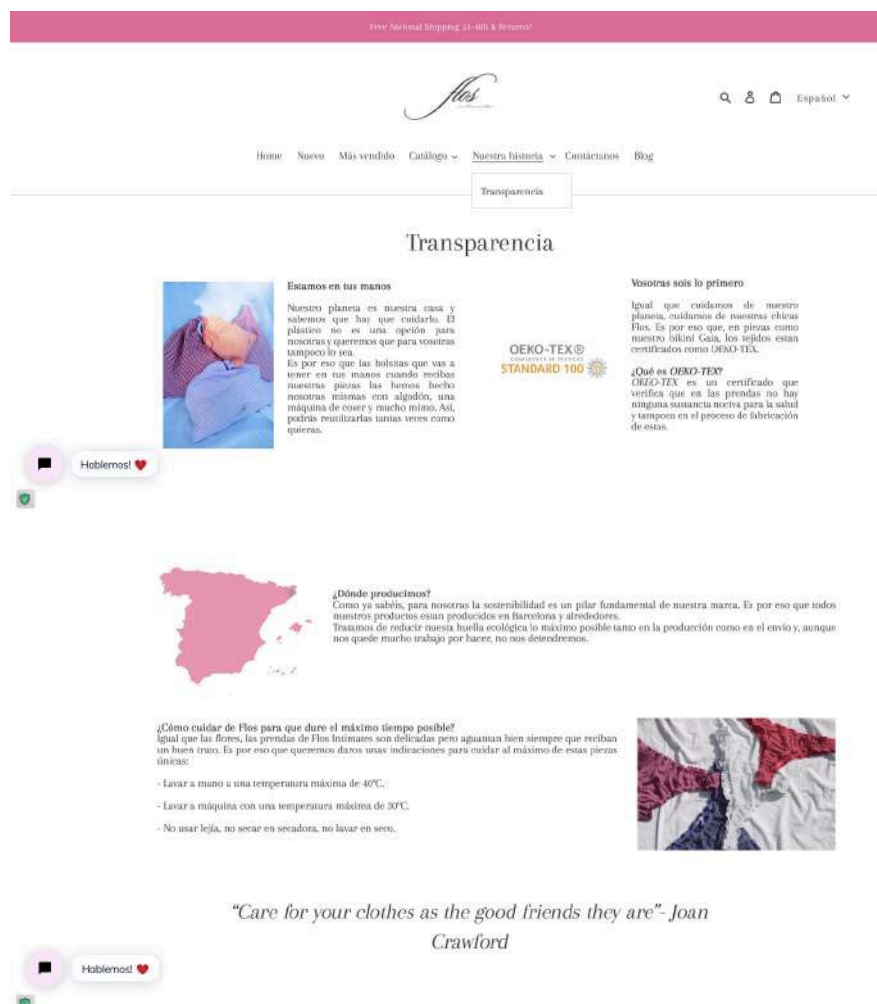 Free National Shipping 24-48h & Returns!
flos
Español
Home Nuevo Más vendido Catálogo Nuestra historia Contáctanos Blog
Transparencia
Transparencia
Estamos en tus manos
Nuestro planeta es nuestra casa y
sabemos que hay que cuidarlo. El
plástico no es una opción para
nosotras y queremos que para vosotras
tampoco lo sea.
Es por eso que las bolsitas que vas a
tener en tus manos cuando recibas
nuestras piezas las hemos hecho
nosotras mismas con algodón, una
máquina de coser y mucho mimo. Así,
podrás reutilizarlas tantas veces como
quieras.
OEKO-TEX®
STANDARD 100
Vosotras sois lo primero
Igual que cuidamos de nuestro
planeta, cuidamos de nuestras chicas
Flos. Es por eso que, en piezas como
nuestro bikini Gaia, los tejidos estan
certificados como OEKO-TEX.
¿Qué es OEKO-TEX?
OKEO-TEX es un certificado que
verifica que en las prendas no hay
ninguna sustancia nociva para la salud
y tampoco en el proceso de fabricación
de estas.
Hablemos!
¿Dónde producimos?
Como ya sabéis, para nosotras la sostenibilidad es un pilar fundamental de nuestra marca. Es por eso que todos
nuestros productos estan producidos en Barcelona y alrededores.
Tratamos de reducir nuesta huella ecológica lo máximo posible tanto en la producción como en el envío y, aunque
nos quede mucho trabajo por hacer, no nos detendremos.
¿Cómo cuidar de Flos para que dure el máximo tiempo posible?
Igual que las flores, las prendas de Flos Intimates son delicadas pero aguantan bien siempre que reciban
un buen trato. Es por eso que queremos daros unas indicaciones para cuidar al máximo de estas piezas
únicas:
- Lavar a mano a una temperatura máxima de 40ºC.
- Lavar a máquina con una temperatura máxima de 30ºC.
- No usar lejía, no secar en secadora, no lavar en seco.
“Care for your clothes as the good friends they are”- Joan
Crawford
Hablemos!